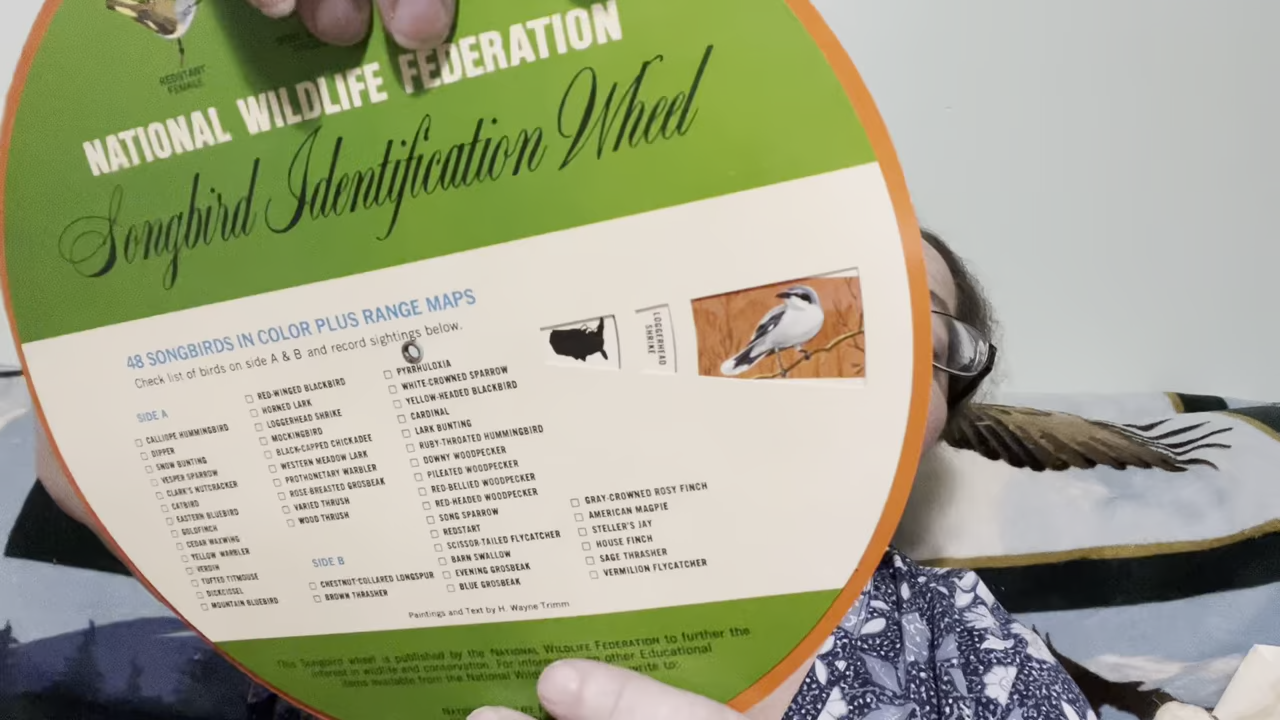 REDSTART
FEMALE
NATIONAL WILDLIFE FEDERATION
Songbird Identification Wheel
48 SONGBIRDS IN COLOR PLUS RANGE MAPS
Check list of birds on side A & B and record sightings below.
LOGGERHEAD
SHRIKE
SIDE A
CALLIOPE HUMMINGBIRD
DIPPER
SNOW BUNTING
VESPER SPARROW
CLARK'S NUTCRACKER
CATBIRD
EASTERN BLUEBIRD
GOLDFINCH
CEDAR WAXWING
YELLOW WARBLER
VERDIN
TUFTED TITMOUSE
DICKCISSEL
MOUNTAIN BLUEBIRD
RED-WINGED BLACKBIRD
HORNED LARK
LOGGERHEAD SHRIKE
MOCKINGBIRD
BLACK-CAPPED CHICKADEE
WESTERN MEADOW LARK
PROTHONETARY WARBLER
ROSE-BREASTED GROSBEAK
VARIED THRUSH
WOOD THRUSH
SIDE B
CHESTNUT-COLLARED LONGSPUR
BROWN THRASHER
PYRRHULOXIA
WHITE-CROWNED SPARROW
YELLOW-HEADED BLACKBIRD
CARDINAL
LARK BUNTING
RUBY-THROATED HUMMINGBIRD
DOWNY WOODPECKER
PILEATED WOODPECKER
RED-BELLIED WOODPECKER
RED-HEADED WOODPECKER
SONG SPARROW
REDSTART
SCISSOR-TAILED FLYCATCHER
BARN SWALLOW
EVENING GROSBEAK
BLUE GROSBEAK
GRAY-CROWNED ROSY FINCH
AMERICAN MAGPIE
STELLER'S JAY
HOUSE FINCH
SAGE THRASHER
VERMILION FLYCATCHER
Paintings and Text by H. Wayne Trimm
This Songbird wheel is published by the NATIONAL WILDLIFE FEDERATION to further the
interest in wildlife and conservation. For other Educational
items available from the National write to: